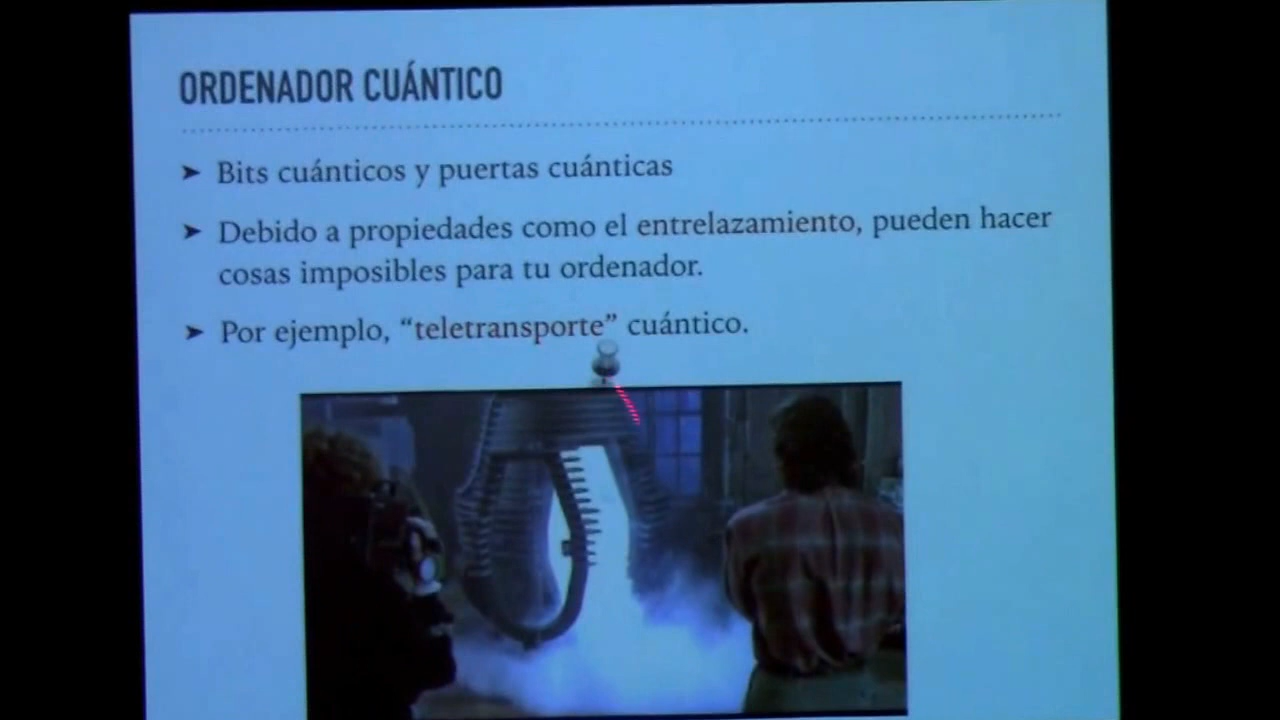 ORDENADOR CUÁNTICO
➤ Bits cuánticos y puertas cuánticas
➤ Debido a propiedades como el entrelazamiento, pueden hacer
cosas imposibles para tu ordenador.
➤ Por ejemplo, “teletransporte” cuántico.